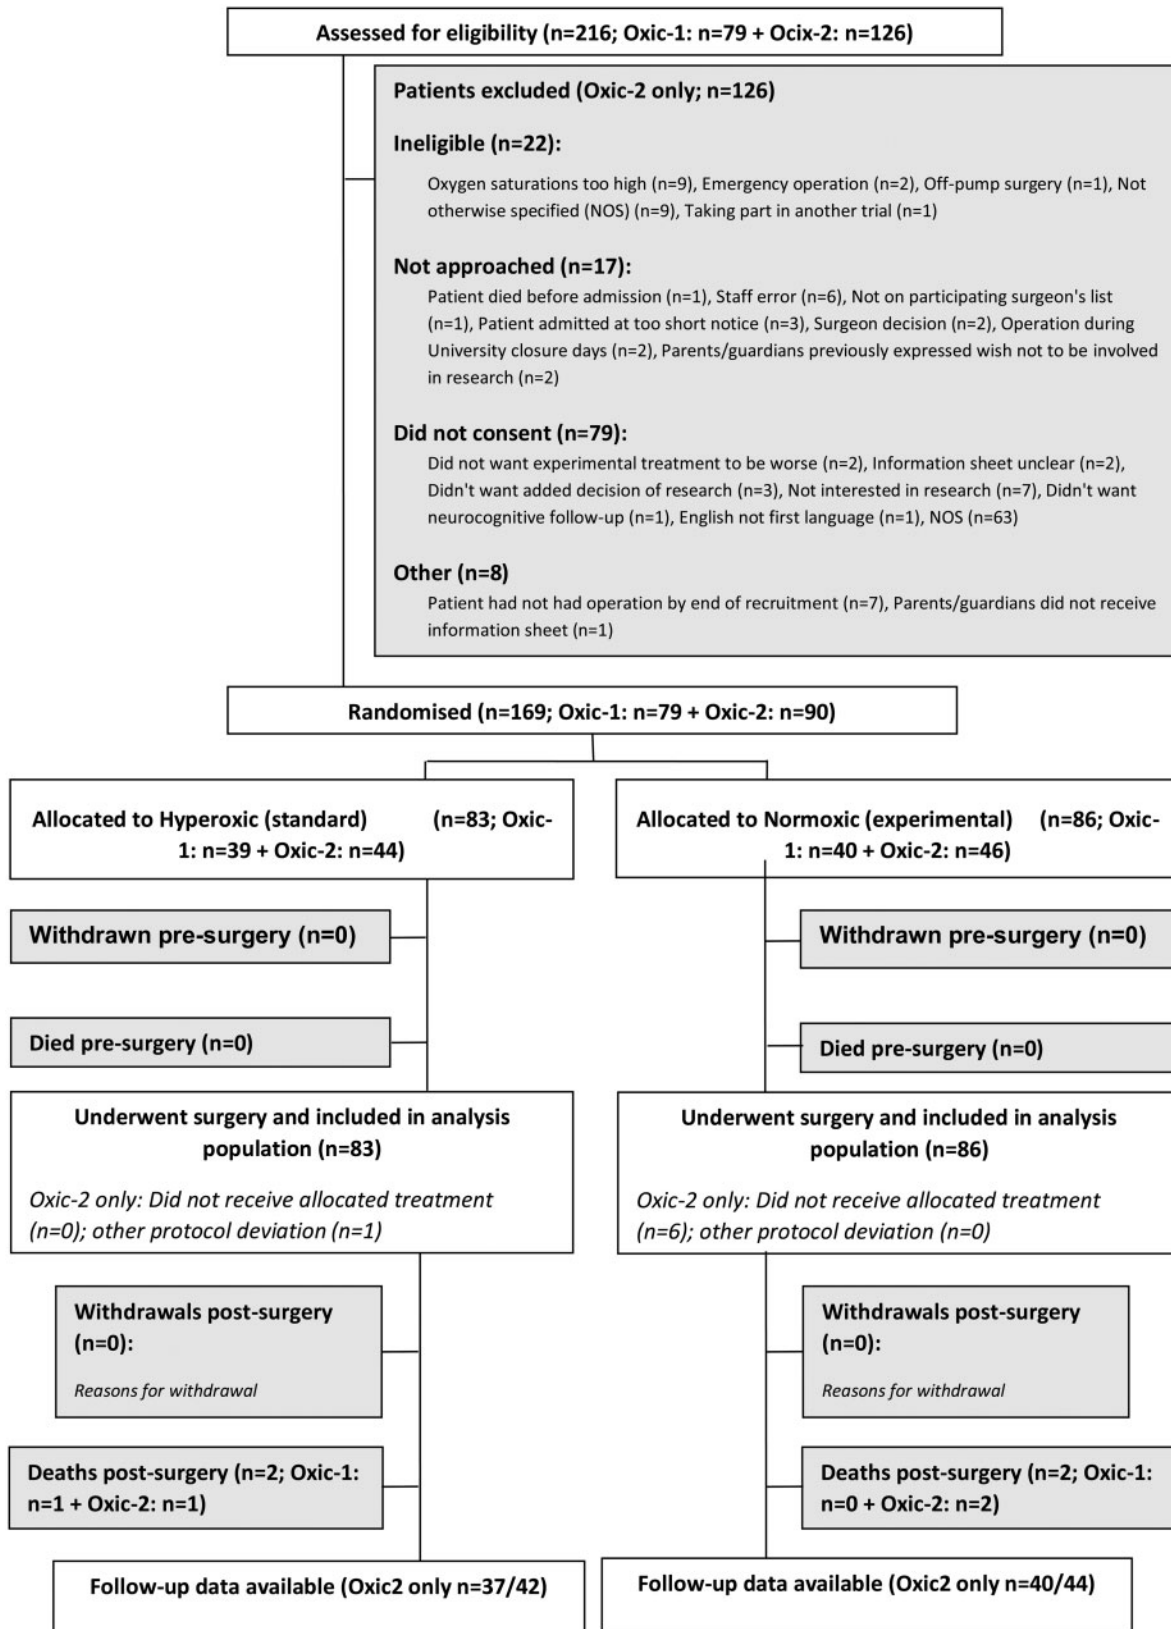 Assessed for eligibility (n=216; Oxic-1: n=79 + Ocix-2: n=126)
Patients excluded (Oxic-2 only; n=126)
Ineligible (n=22):
Oxygen saturations too high (n=9), Emergency operation (n=2), Off-pump surgery (n=1), Not
otherwise specified (NOS) (n=9), Taking part in another trial (n=1)
Not approached (n=17):
Patient died before admission (n=1), Staff error (n=6), Not on participating surgeon's list
(n=1), Patient admitted at too short notice (n=3), Surgeon decision (n=2), Operation during
University closure days (n=2), Parents/guardians previously expressed wish not to be involved
in research (n=2)
Did not consent (n=79):
Did not want experimental treatment to be worse (n=2), Information sheet unclear (n=2),
Didn't want added decision of research (n=3), Not interested in research (n=7), Didn't want
neurocognitive follow-up (n=1), English not first language (n=1), NOS (n=63)
Other (n=8)
Patient had not had operation by end of recruitment (n=7), Parents/guardians did not receive
information sheet (n=1)
Randomised (n=169; Oxic-1: n=79 + Oxic-2: n=90)
Allocated to Hyperoxic (standard) (n=83; Oxic-
1: n=39 + Oxic-2: n=44)
Allocated to Normoxic (experimental) (n=86; Oxic-
1: n=40 + Oxic-2: n=46)
Withdrawn pre-surgery (n=0)
Withdrawn pre-surgery (n=0)
Died pre-surgery (n=0)
Died pre-surgery (n=0)
Underwent surgery and included in analysis
population (n=83)
Oxic-2 only: Did not receive allocated treatment
(n=0); other protocol deviation (n=1)
Underwent surgery and included in analysis
population (n=86)
Oxic-2 only: Did not receive allocated treatment
(n=6); other protocol deviation (n=0)
Withdrawals post-surgery
(n=0):
Reasons for withdrawal
Withdrawals post-surgery
(n=0):
Reasons for withdrawal
Deaths post-surgery (n=2; Oxic-1:
n=1 + Oxic-2: n=1)
Deaths post-surgery (n=2; Oxic-1:
n=0 + Oxic-2: n=2)
Follow-up data available (Oxic2 only n=37/42)
Follow-up data available (Oxic2 only n=40/44)